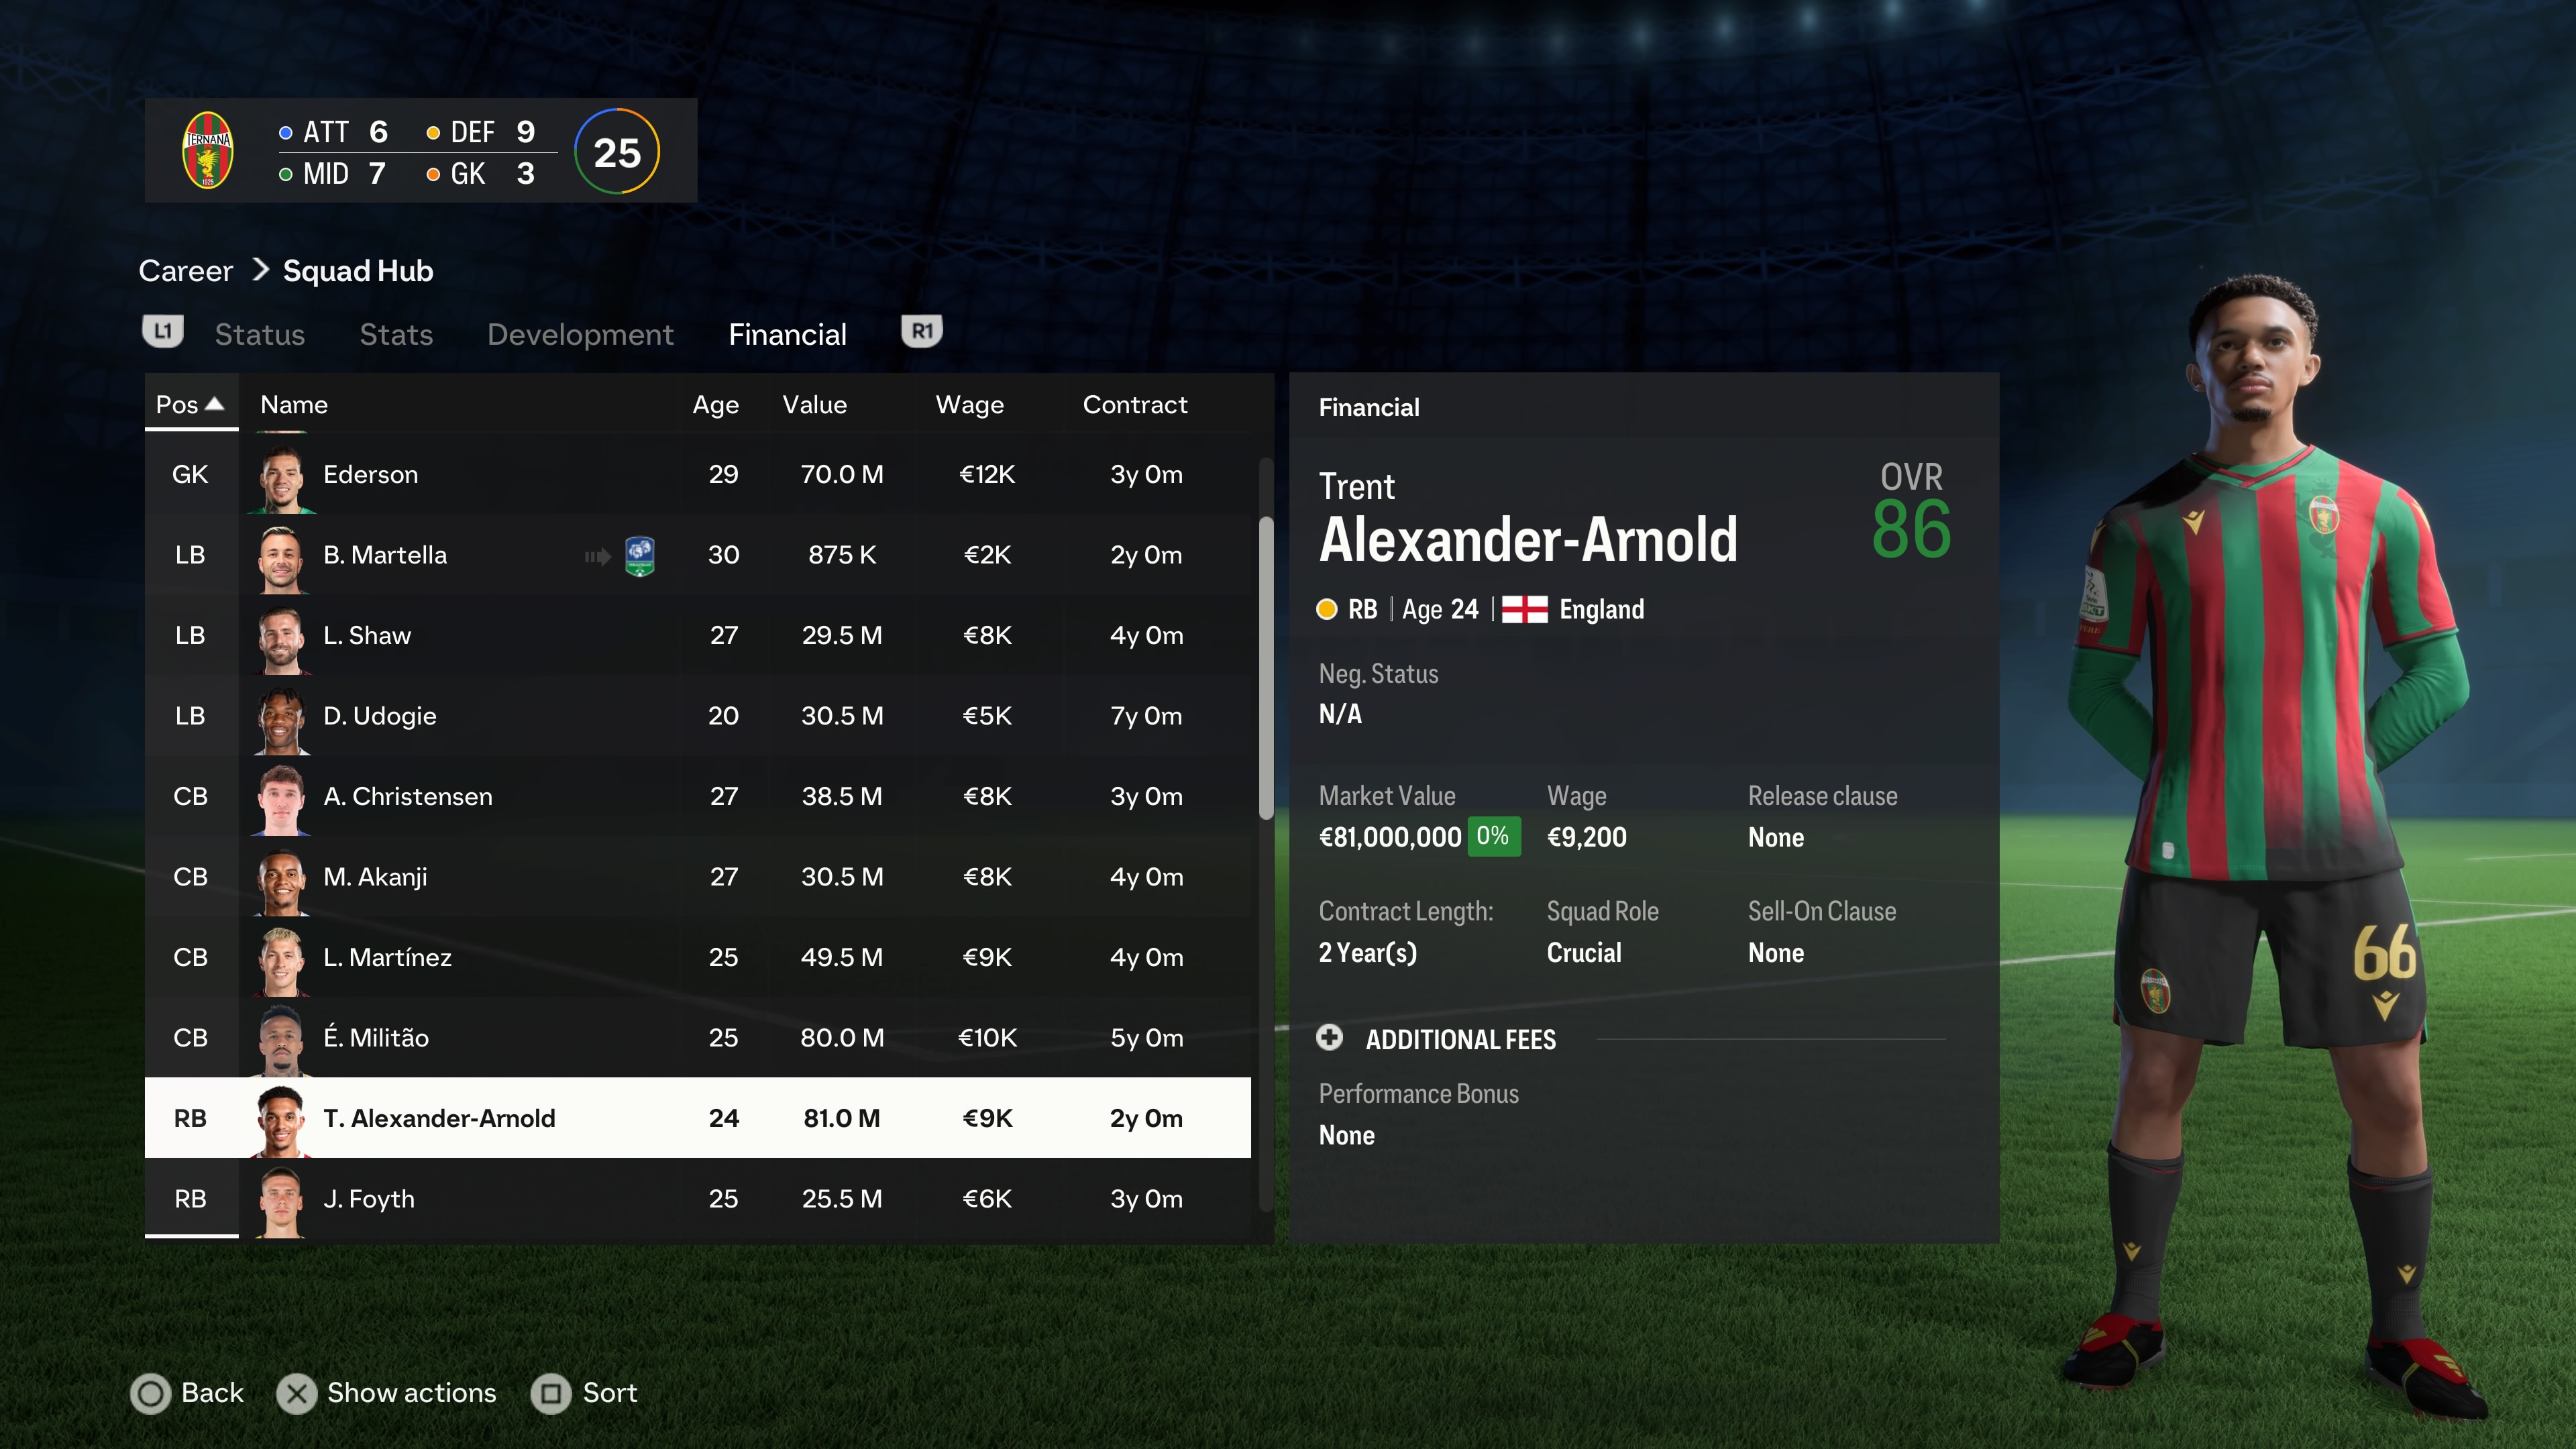 TERNANA
1925
ATT 6 DEF 9
MID 7 GK 3
25
Career > Squad Hub
L1 Status Stats Development Financial R1
Pos Name Age Value Wage Contract
GK Ederson 29 70.0 M €12K 3y 0m
LB B. Martella 30 875 K €2K 2y 0m
LB L. Shaw 27 29.5 M €8K 4y 0m
LB D. Udogie 20 30.5 M €5K 7y 0m
CB A. Christensen 27 38.5 M €8K 3y 0m
CB M. Akanji 27 30.5 M €8K 4y 0m
CB L. Martínez 25 49.5 M €9K 4y 0m
CB É. Militão 25 80.0 M €10K 5y 0m
RB T. Alexander-Arnold 24 81.0 M €9K 2y 0m
RB J. Foyth 25 25.5 M €6K 3y 0m
Financial
Trent
Alexander-Arnold
OVR
86
RB | Age 24 | England
Neg. Status
N/A
Market Value Wage Release clause
€81,000,000 0% €9,200 None
Contract Length: Squad Role Sell-On Clause
2 Year(s) Crucial None
ADDITIONAL FEES
Performance Bonus
None
66
Back Show actions Sort